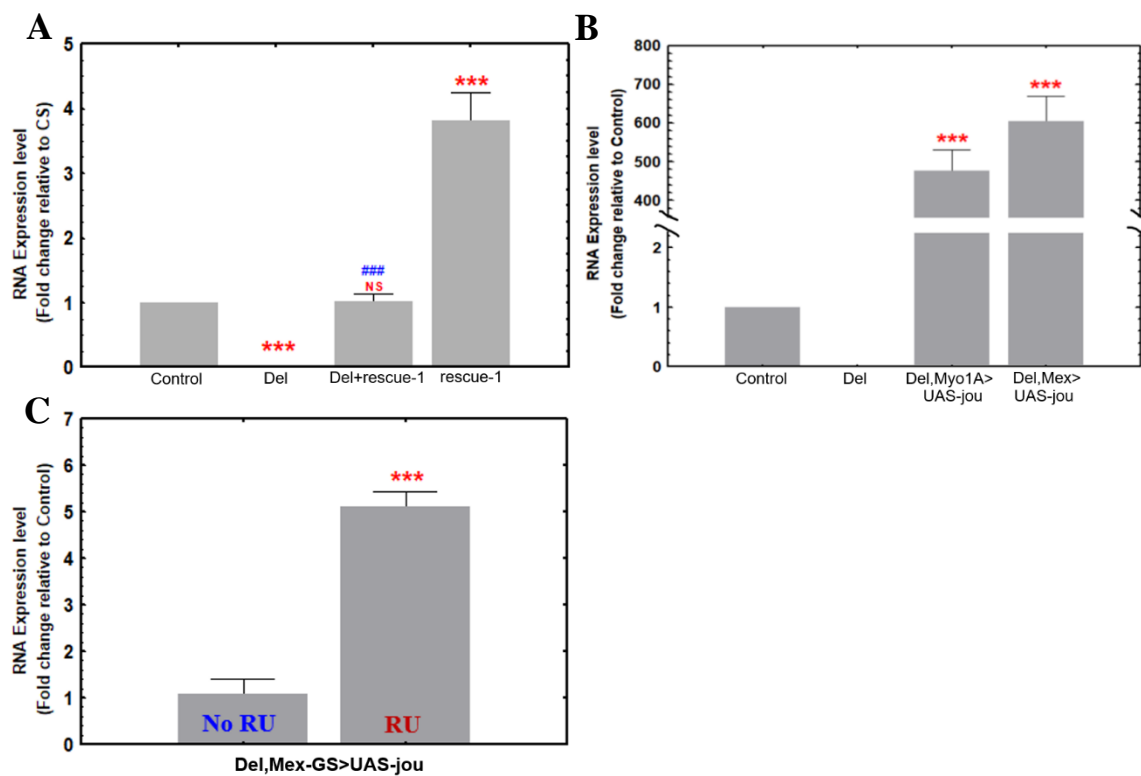 A
RNA Expression level
(Fold change relative to CS)
5
4
3
2
1
0
***
###
NS
***
Control
Del
Del+rescue-1
rescue-1
B
RNA Expression level
(Fold change relative to Control)
800
700
600
500
400
2
1
0
***
***
Control
Del
Del,Myo1A>
UAS-jou
Del,Mex>
UAS-jou
C
RNA Expression level
(Fold change relative to Control)
7
6
5
4
3
2
1
0
***
No RU
RU
Del,Mex-GS>UAS-jou